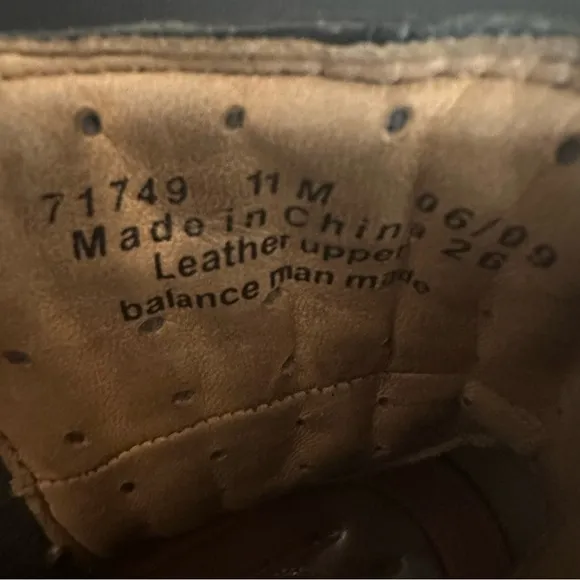 71749 11 M 06/09
Made in China 26
Leather upper
balance man made